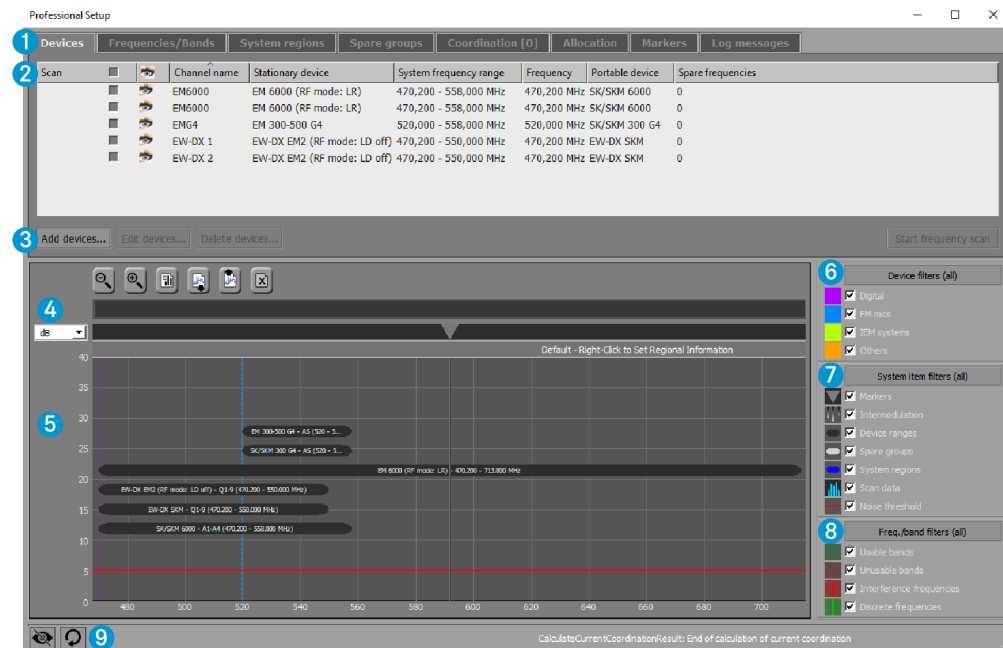 Professional Setup
1 Devices Frequencies/Bands System regions Spare groups Coordination [0] Allocation Markers Log messages
2 Scan Channel name Stationary device System frequency range Frequency Portable device Spare frequencies
EM6000 EM 6000 (RF mode: LR) 470,200 - 558,000 MHz 470,200 MHz SK/SKM 6000 0
EM6000 EM 6000 (RF mode: LR) 470,200 - 558,000 MHz 470,200 MHz SK/SKM 6000 0
EMG4 EM 300-500 G4 520,000 - 558,000 MHz 520,000 MHz SK/SKM 300 G4 0
EW-DX 1 EW-DX EM2 (RF mode: LD off) 470,200 - 550,000 MHz 470,200 MHz EW-DX SKM 0
EW-DX 2 EW-DX EM2 (RF mode: LD off) 470,200 - 550,000 MHz 470,200 MHz EW-DX SKM 0
3 Add devices... Edit devices... Delete devices... Start frequency scan
4
dB
Default - Right-Click to Set Regional Information
5
40
35
30
25
20
15
10
5
0
EM 300-500 G4 - AS (520 - 5...
SK/SKM 300 G4 - AS (520 - 5...
EM 6000 (RF mode: LR) - 470.200 - 713.800 MHz
EW-DX EM2 (RF mode: LD off) - Q1-9 (470.200 - 550.000 MHz)
EW-DX SKM - Q1-9 (470.200 - 550.000 MHz)
SK/SKM 6000 - A1-A4 (470.200 - 558.000 MHz)
480 500 520 540 560 580 600 620 640 660 680 700
6 Device filters (all)
Digital
FM mics
IEM systems
Others
7 System item filters (all)
Markers
Intermodulation
Device ranges
Spare groups
System regions
Scan data
Noise threshold
8 Freq./band filters (all)
Usable bands
Unusable bands
Interference frequencies
Discrete frequencies
9 CalculateCurrentCoordinationResult: End of calculation of current coordination